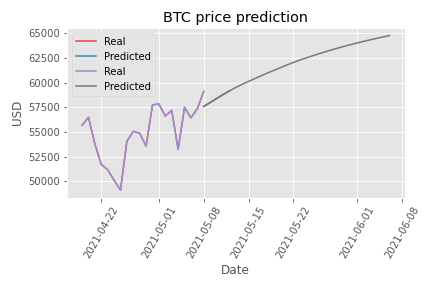 BTC price prediction
65000
62500
60000
57500
55000
52500
50000
USD
Real
Predicted
Real
Predicted
2021-04-22
2021-05-01
2021-05-08
2021-05-15
2021-05-22
2021-06-01
2021-06-08
Date